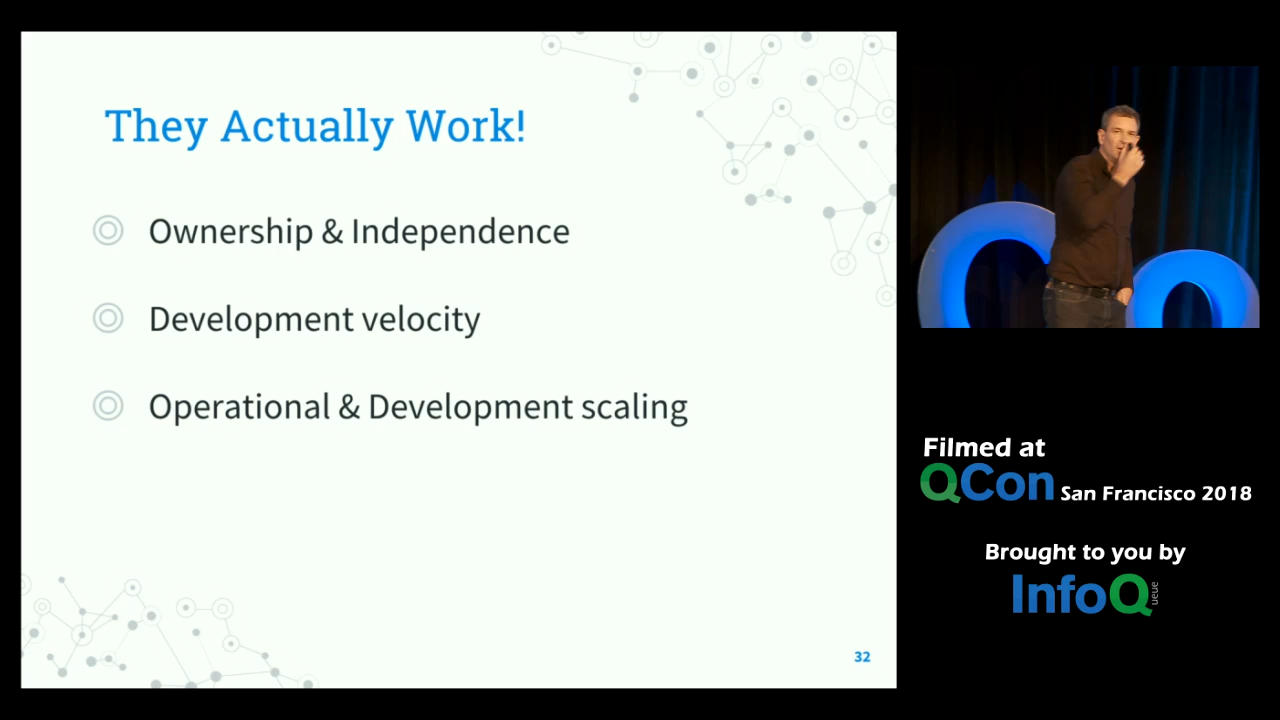 They Actually Work!
Ownership & Independence
Development velocity
Operational & Development scaling
32
Filmed at
QCon San Francisco 2018
Brought to you by
InfoQueue